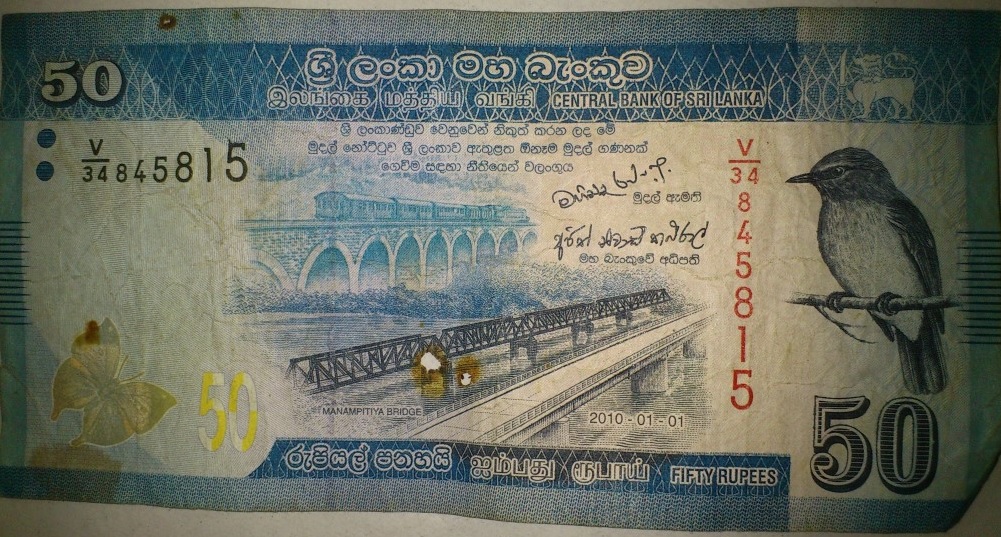 50
ශ්‍රී ලංකා මහ බැංකුව
இலங்கை மத்திய வங்கி CENTRAL BANK OF SRI LANKA
ශ්‍රී ලංකාණ්ඩුව වෙනුවෙන් නිකුත් කරන ලද මේ
මුදල් නෝට්ටුව ශ්‍රී ලංකාව ඇතුළත ඕනෑම මුදල් ගණනක්
ගෙවීම සඳහා නීතියෙන් වලංගුය
V/34 845815
මුදල් ඇමති
මහ බැංකුවේ අධිපති
V/34 845815
50
MANAMPITIYA BRIDGE
2010-01-01
50
රුපියල් පනහයි ஐம்பது ரூபாய் FIFTY RUPEES